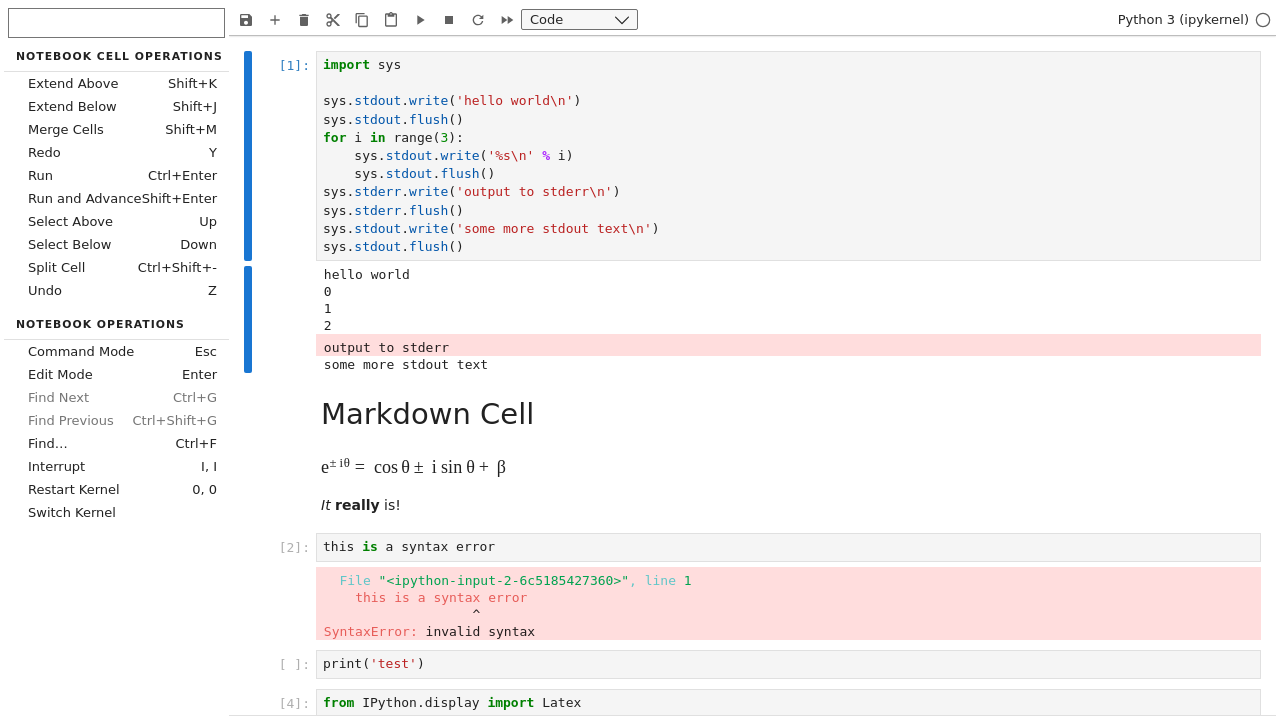 Code
Python 3 (ipykernel)
NOTEBOOK CELL OPERATIONS
Extend Above Shift+K
Extend Below Shift+J
Merge Cells Shift+M
Redo Y
Run Ctrl+Enter
Run and Advance Shift+Enter
Select Above Up
Select Below Down
Split Cell Ctrl+Shift+-
Undo Z
NOTEBOOK OPERATIONS
Command Mode Esc
Edit Mode Enter
Find Next Ctrl+G
Find Previous Ctrl+Shift+G
Find… Ctrl+F
Interrupt I, I
Restart Kernel 0, 0
Switch Kernel
[1]: import sys
sys.stdout.write('hello world\n')
sys.stdout.flush()
for i in range(3):
    sys.stdout.write('%s\n' % i)
    sys.stdout.flush()
sys.stderr.write('output to stderr\n')
sys.stderr.flush()
sys.stdout.write('some more stdout text\n')
sys.stdout.flush()
hello world
0
1
2
output to stderr
some more stdout text
Markdown Cell
e^{± iθ} = cos θ ± i sin θ + β
It really is!
[2]: this is a syntax error
  File "<ipython-input-2-6c5185427360>", line 1
    this is a syntax error
                   ^
SyntaxError: invalid syntax
[ ]: print('test')
[4]: from IPython.display import Latex